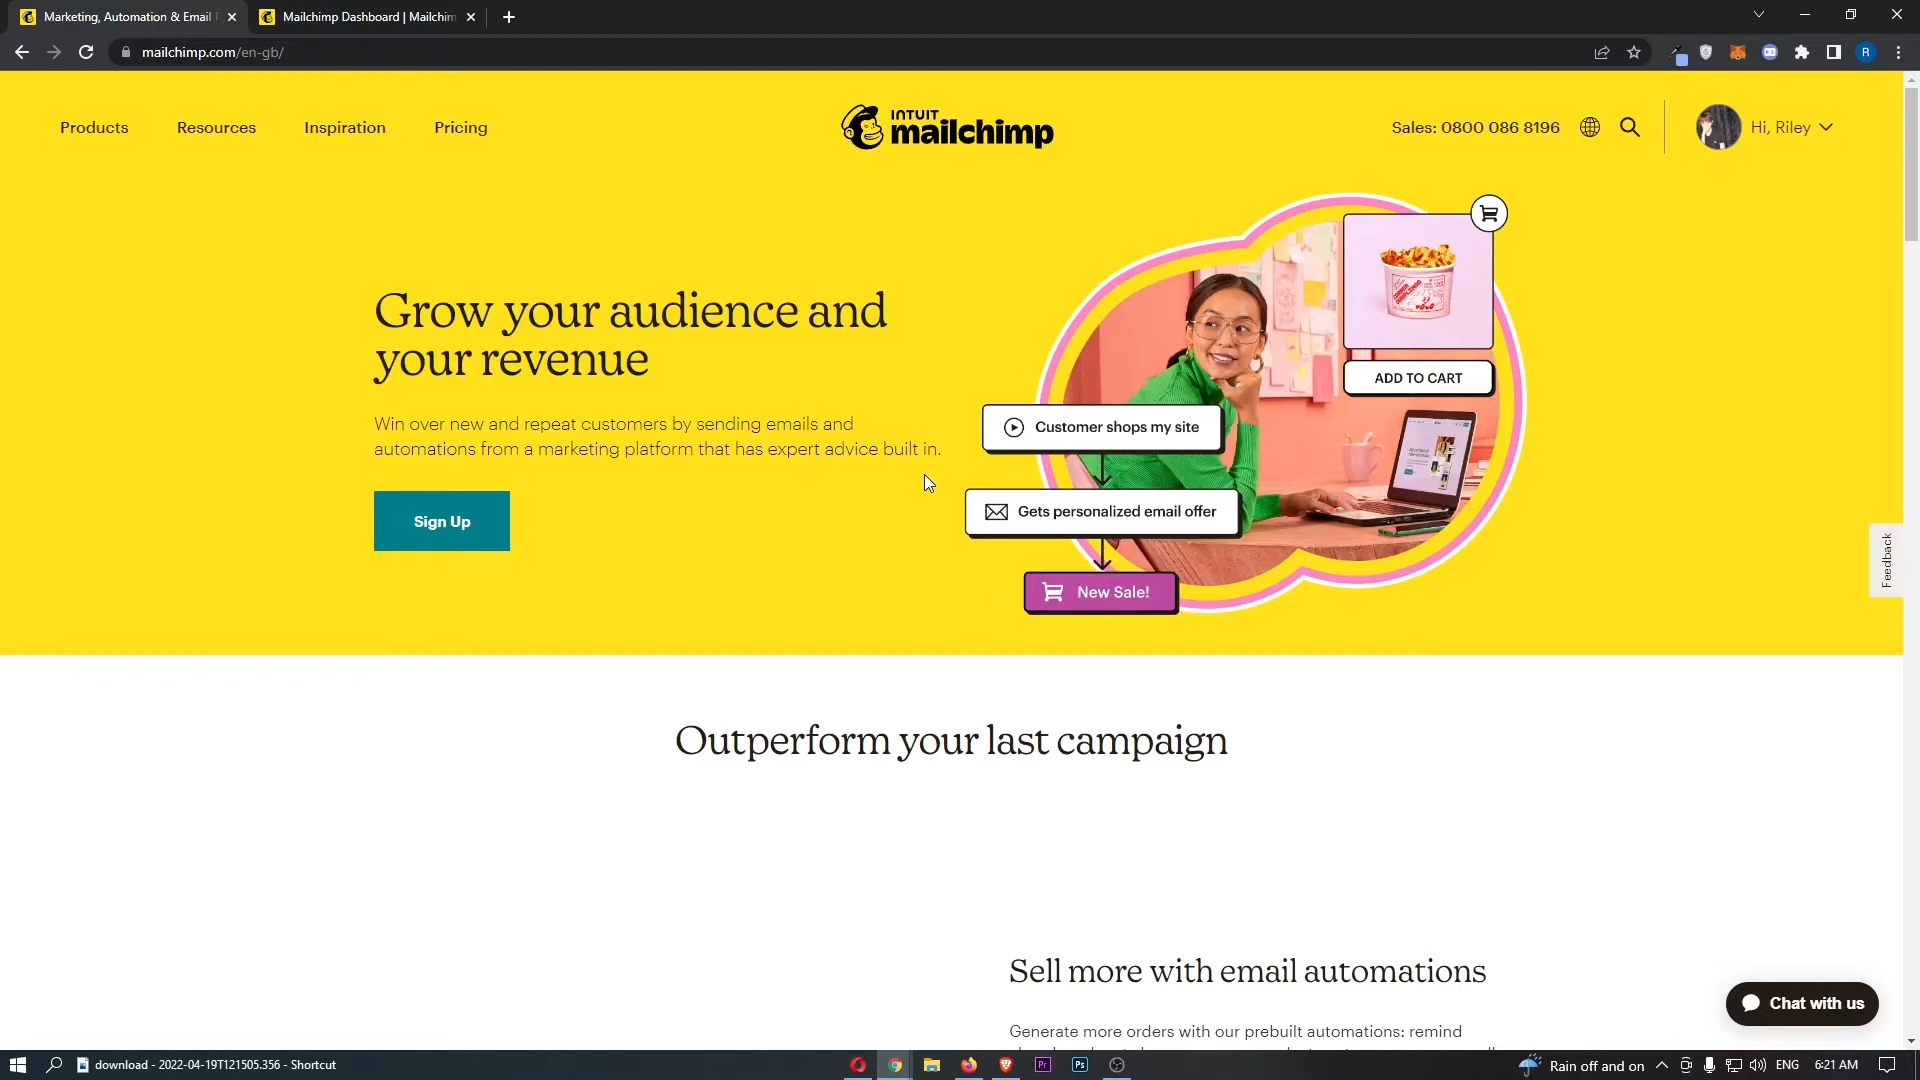 Marketing, Automation & Email
Mailchimp Dashboard | Mailchim
mailchimp.com/en-gb/
R
Products
Resources
Inspiration
Pricing
INTUIT
mailchimp
Sales: 0800 086 8196
Hi, Riley
Grow your audience and
your revenue
Win over new and repeat customers by sending emails and
automations from a marketing platform that has expert advice built in.
Sign Up
ADD TO CART
Customer shops my site
Gets personalized email offer
New Sale!
Feedback
Outperform your last campaign
Sell more with email automations
Generate more orders with our prebuilt automations: remind
Chat with us
download - 2022-04-19T121505.356 - Shortcut
Pr
Ps
Rain off and on
ENG
6:21 AM